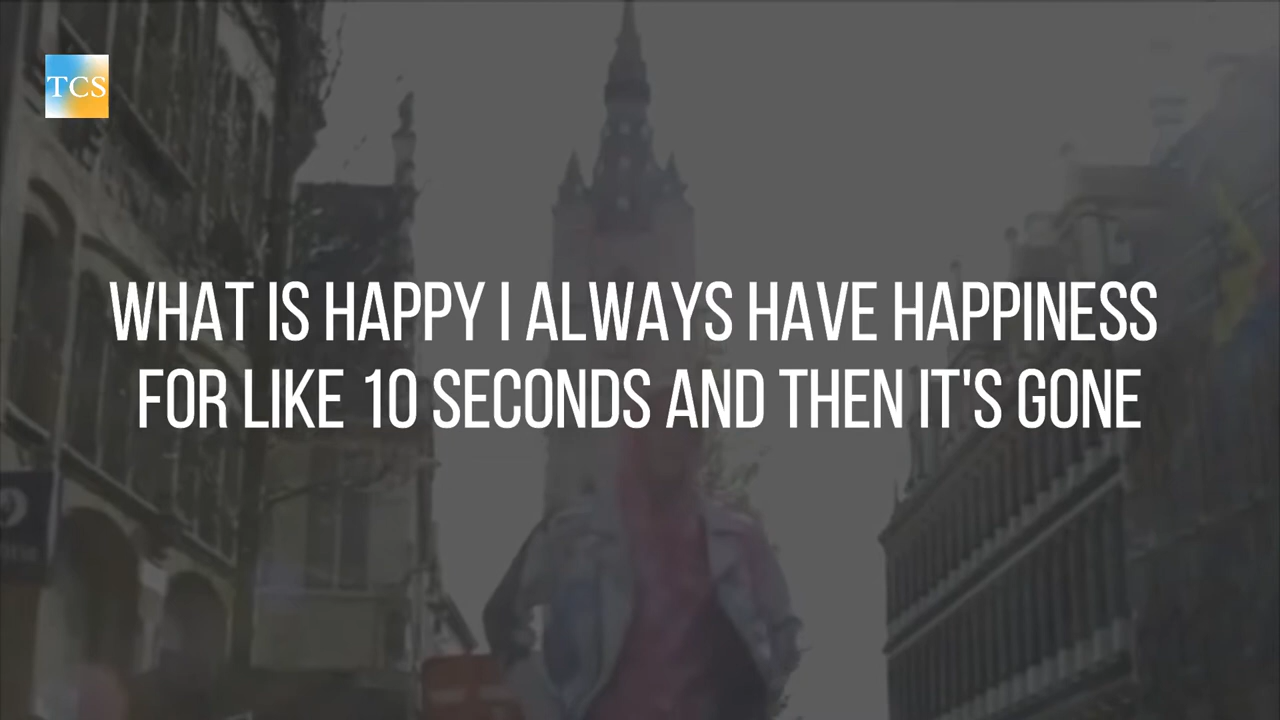 TCS
WHAT IS HAPPY I ALWAYS HAVE HAPPINESS
FOR LIKE 10 SECONDS AND THEN IT'S GONE